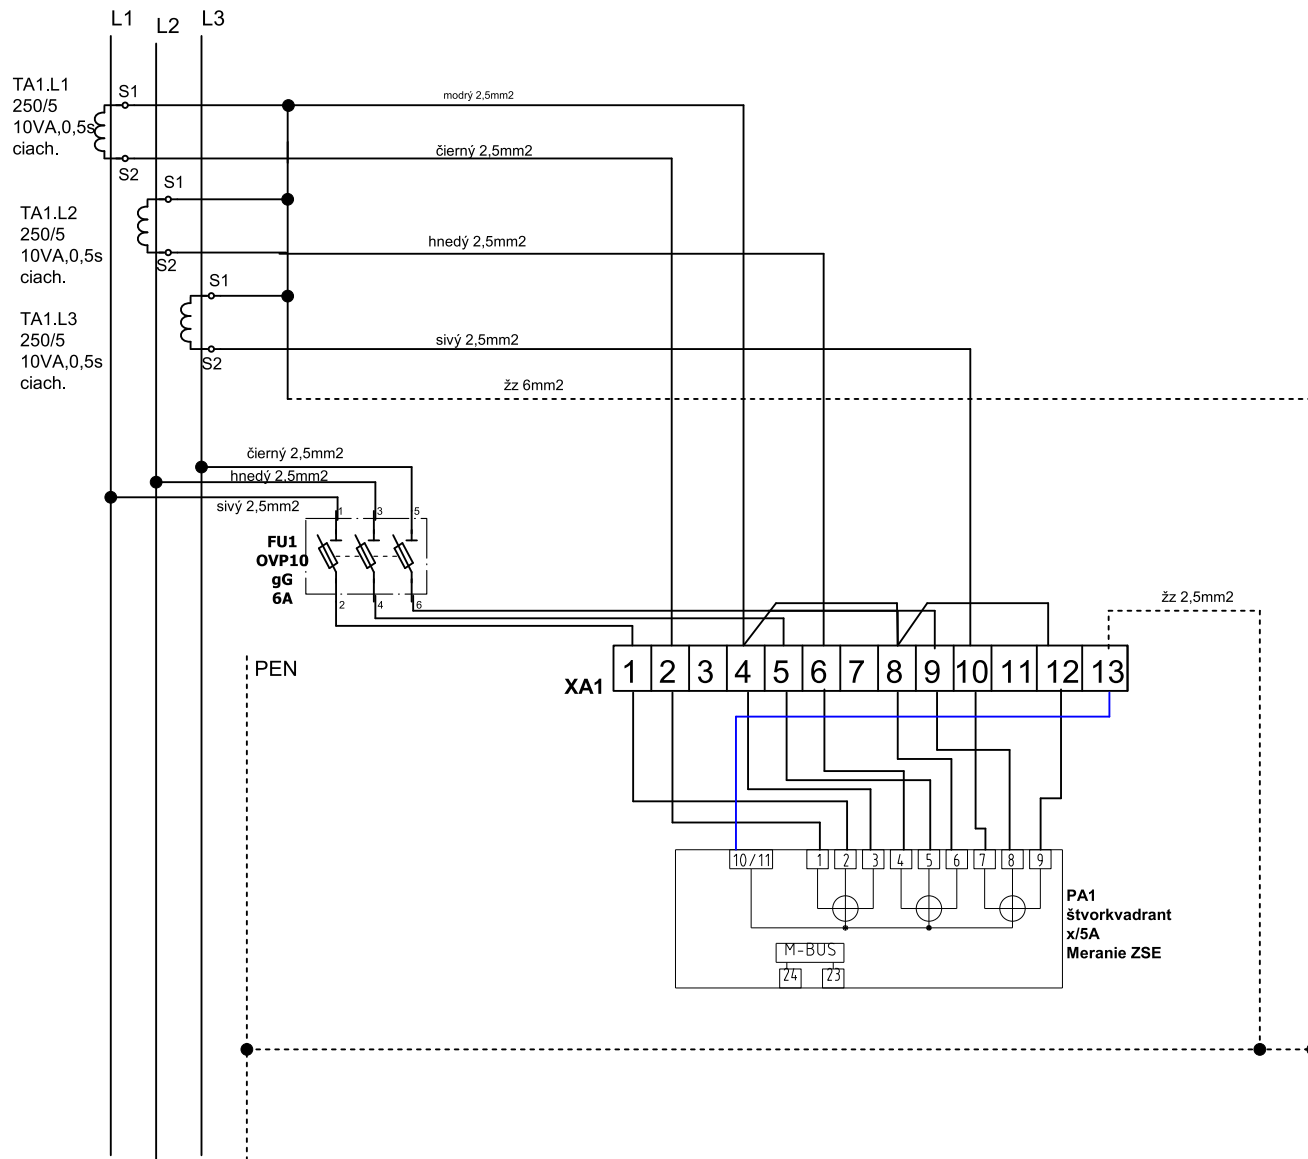 L1
L2
L3
TA1.L1
250/5
10VA,0,5s
ciach.
S1
S2
modrý 2,5mm2
čierný 2,5mm2
TA1.L2
250/5
10VA,0,5s
ciach.
S1
S2
hnedý 2,5mm2
TA1.L3
250/5
10VA,0,5s
ciach.
S1
S2
sivý 2,5mm2
žz 6mm2
čierný 2,5mm2
hnedý 2.5mm2
sivý 2,5mm2
1 3 5
FU1
OVP10
gG
6A
2 4 6
žz 2,5mm2
PEN
XA1
1 2 3 4 5 6 7 8 9 10 11 12 13
10/11 1 2 3 4 5 6 7 8 9
PA1
štvorkvadrant
x/5A
Meranie ZSE
M-BUS
24 23